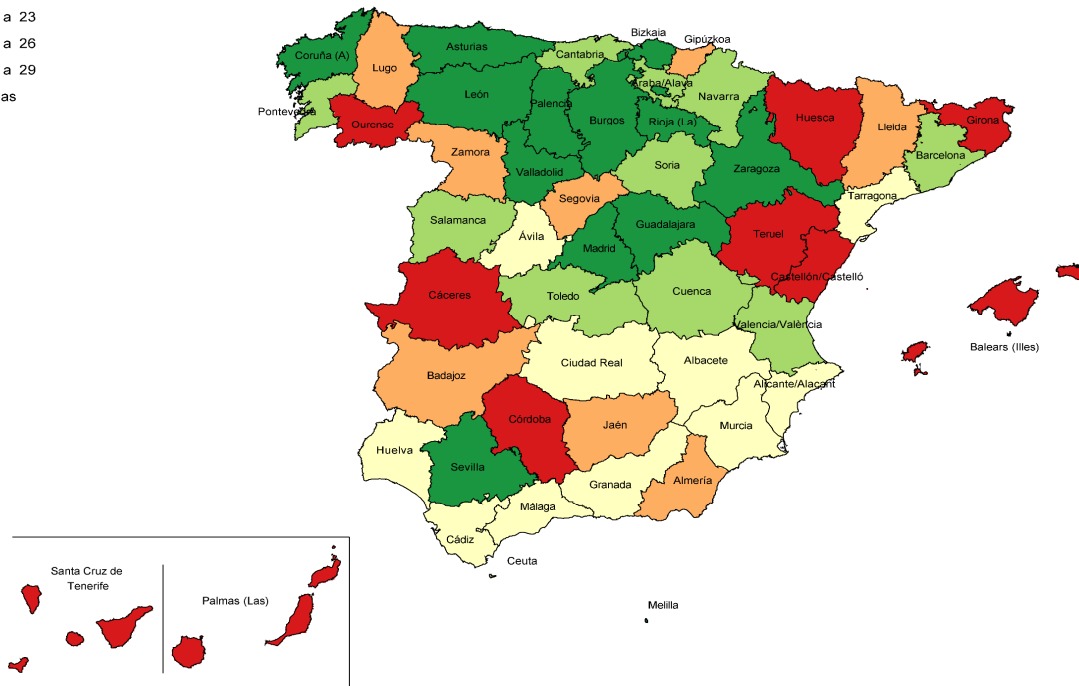 a 23
a 26
a 29
as
Coruña (A)
Lugo
Asturias
Cantabria
Bizkaia
Gipúzkoa
Araba/Álava
Navarra
Pontevedra
Ourense
León
Palencia
Burgos
Rioja (La)
Huesca
Lleida
Girona
Barcelona
Zamora
Valladolid
Soria
Zaragoza
Tarragona
Segovia
Salamanca
Ávila
Madrid
Guadalajara
Teruel
Castellón/Castelló
Cáceres
Toledo
Cuenca
Valencia/València
Balears (Illes)
Badajoz
Ciudad Real
Albacete
Alicante/Alacant
Córdoba
Jaén
Murcia
Huelva
Sevilla
Granada
Almería
Málaga
Cádiz
Ceuta
Melilla
Santa Cruz de
Tenerife
Palmas (Las)